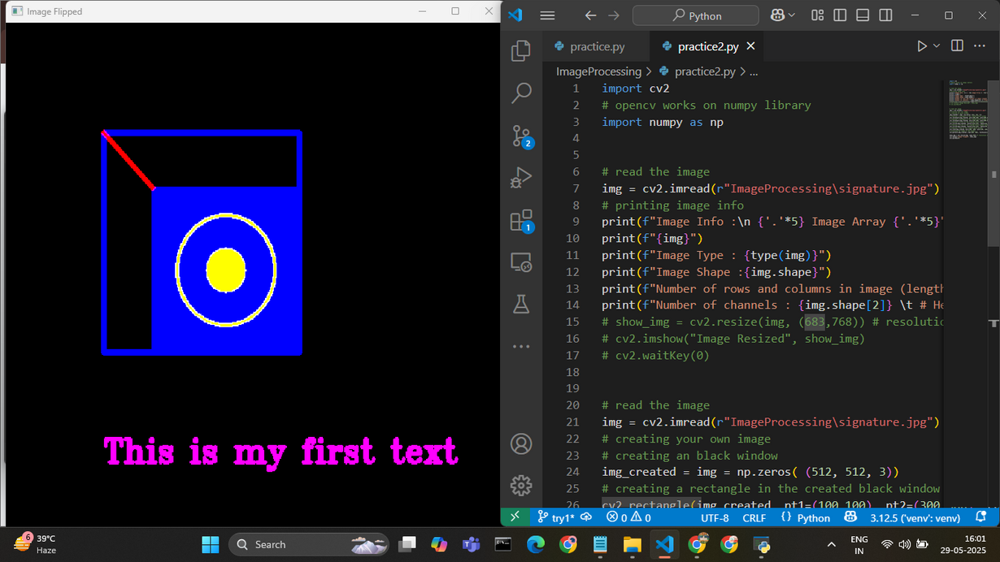 Image Flipped
This is my first text
Python
practice.py
practice2.py
ImageProcessing > practice2.py > ...
1 import cv2
2 # opencv works on numpy library
3 import numpy as np
4
5
6 # read the image
7 img = cv2.imread(r"ImageProcessing\signature.jpg")
8 # printing image info
9 print(f"Image Info :\n {'.'*5} Image Array {'.'*5}"
10 print(f"{img}")
11 print(f"Image Type : {type(img)}")
12 print(f"Image Shape :{img.shape}")
13 print(f"Number of rows and columns in image (length
14 print(f"Number of channels : {img.shape[2]} \t # He
15 # show_img = cv2.resize(img, (683,768)) # resolutio
16 # cv2.imshow("Image Resized", show_img)
17 # cv2.waitKey(0)
18
19
20 # read the image
21 img = cv2.imread(r"ImageProcessing\signature.jpg")
22 # creating your own image
23 # creating an black window
24 img_created = img = np.zeros( (512, 512, 3))
25 # creating a rectangle in the created black window
26 cv2.rectangle(img_created, pt1=(100,100), pt2=(300
2
1
try1* 0 0 UTF-8 CRLF {} Python 3.12.5 ('venv': venv)
6 39°C
Haze
Search
ENG
IN
16:01
29-05-2025